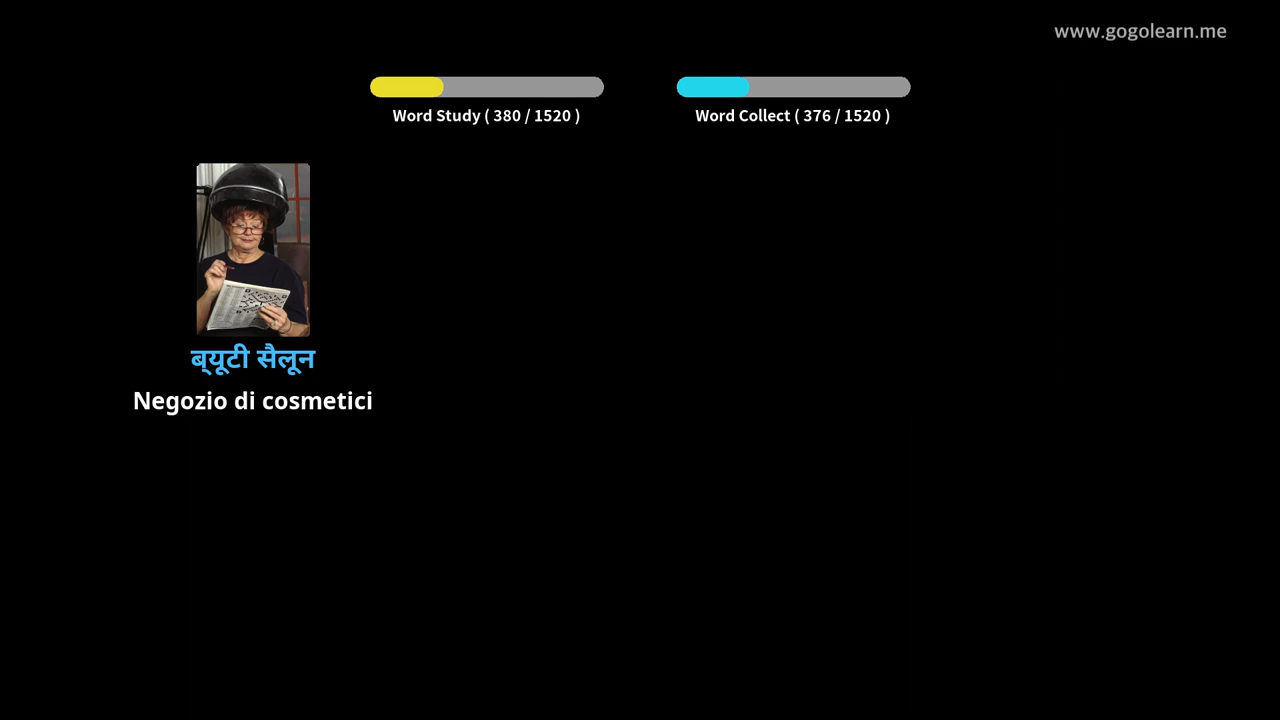 www.gogolearn.me
Word Study ( 380 / 1520 )
Word Collect ( 376 / 1520 )
ब्यूटी सैलून
Negozio di cosmetici